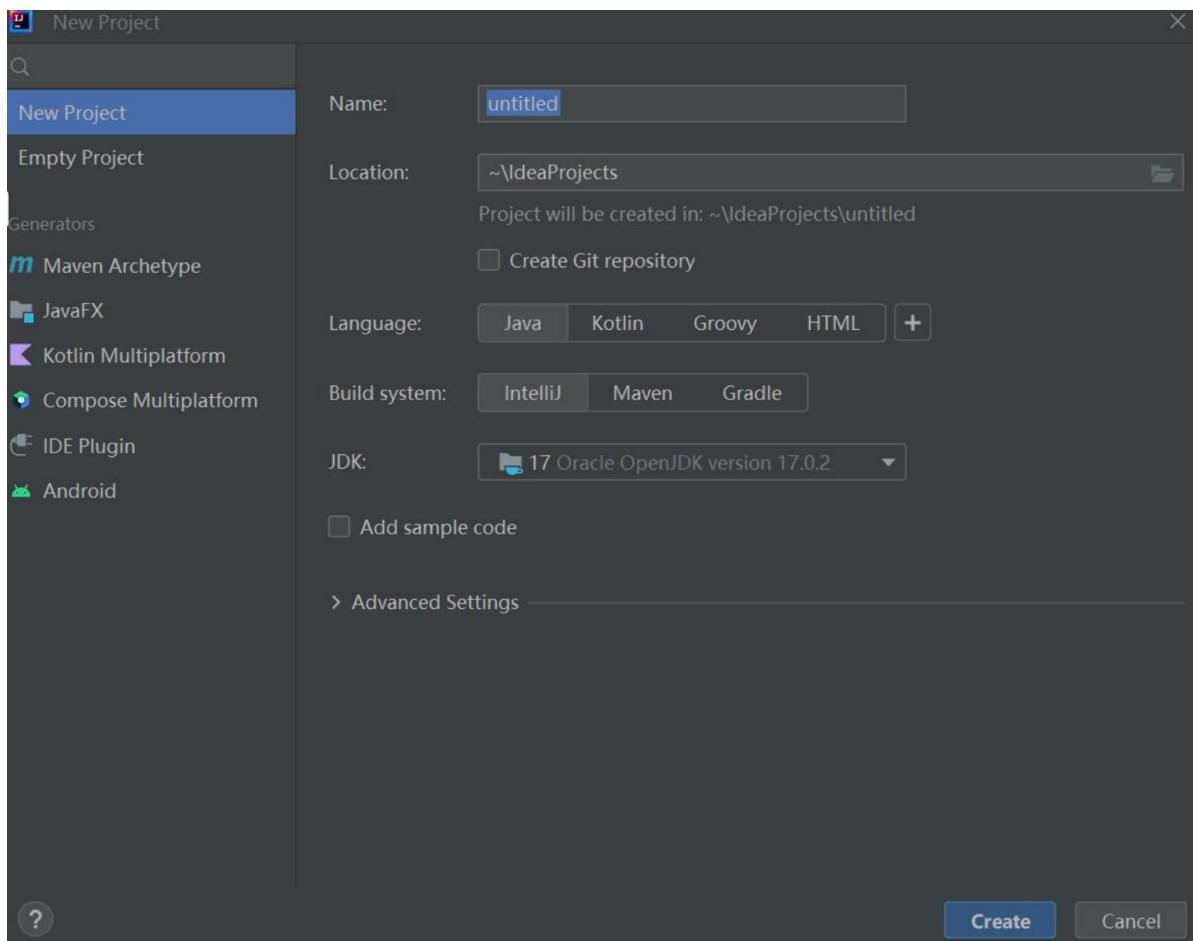 New Project
New Project
Empty Project
Generators
Maven Archetype
JavaFX
Kotlin Multiplatform
Compose Multiplatform
IDE Plugin
Android
Name: untitled
Location: ~\IdeaProjects
Project will be created in: ~\IdeaProjects\untitled
Create Git repository
Language: Java Kotlin Groovy HTML +
Build system: IntelliJ Maven Gradle
JDK: 17 Oracle OpenJDK version 17.0.2
Add sample code
Advanced Settings
? Create Cancel